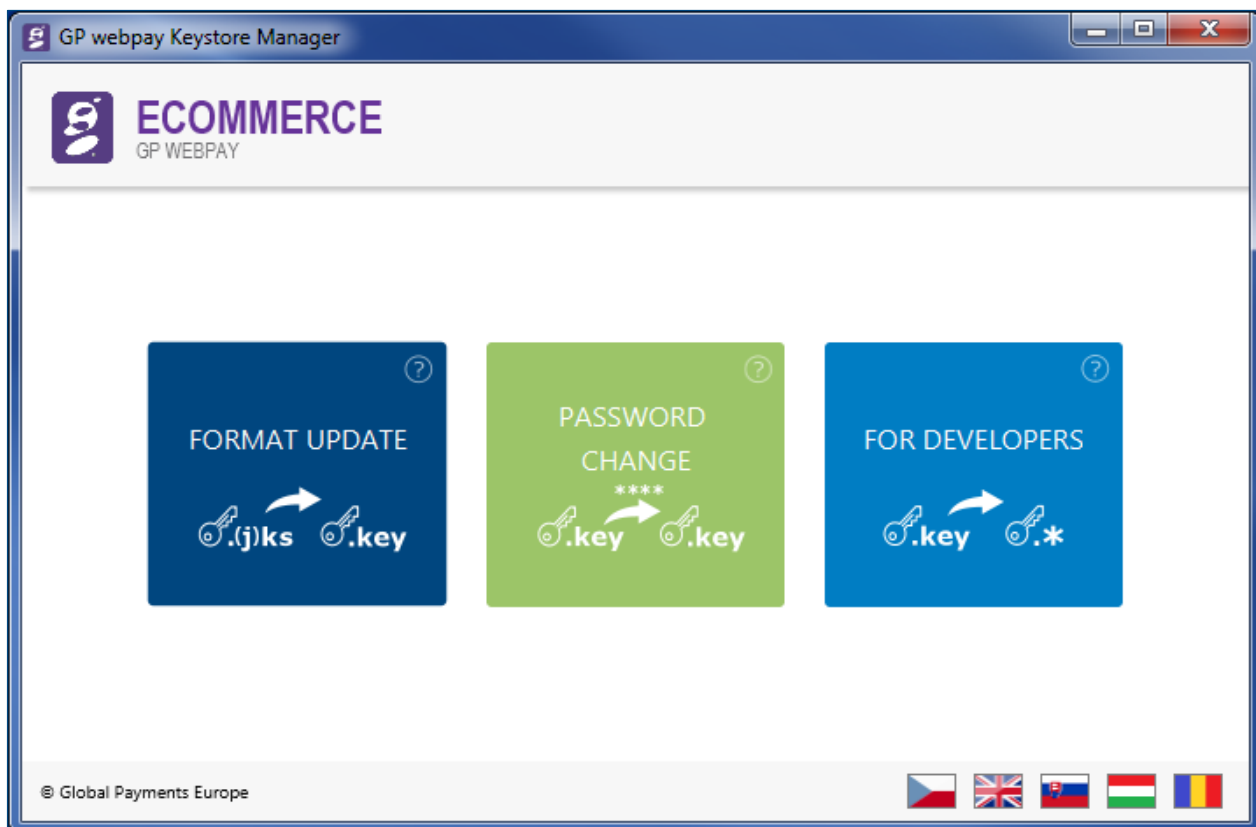 GP webpay Keystore Manager
ECOMMERCE
GP WEBPAY
?
FORMAT UPDATE
.(j)ks .key
?
PASSWORD
CHANGE
****
.key .key
?
FOR DEVELOPERS
.key .*
© Global Payments Europe